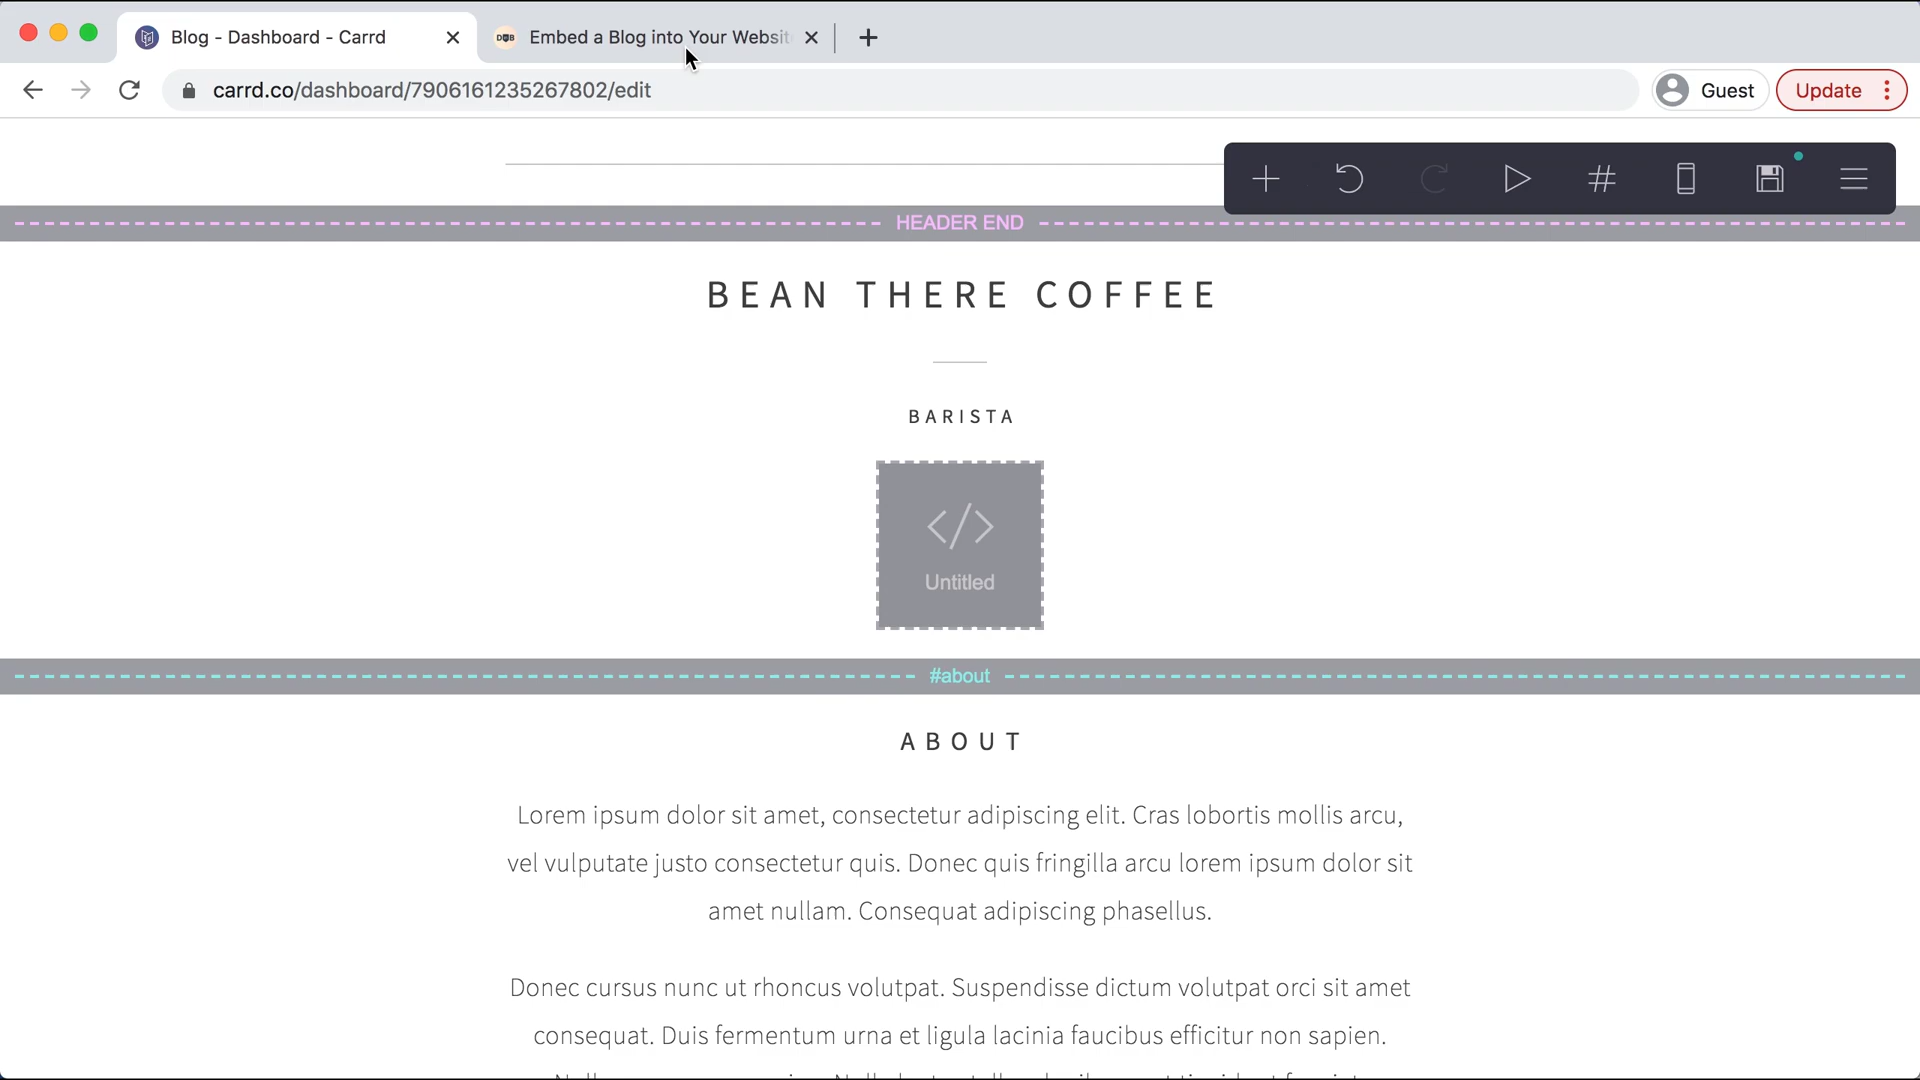 Blog - Dashboard - Carrd
DOB Embed a Blog into Your Websit
carrd.co/dashboard/7906161235267802/edit
Guest
Update
HEADER END
BEAN THERE COFFEE
BARISTA
</>
Untitled
#about
ABOUT
Lorem ipsum dolor sit amet, consectetur adipiscing elit. Cras lobortis mollis arcu,
vel vulputate justo consectetur quis. Donec quis fringilla arcu lorem ipsum dolor sit
amet nullam. Consequat adipiscing phasellus.
Donec cursus nunc ut rhoncus volutpat. Suspendisse dictum volutpat orci sit amet
consequat. Duis fermentum urna et ligula lacinia faucibus efficitur non sapien.